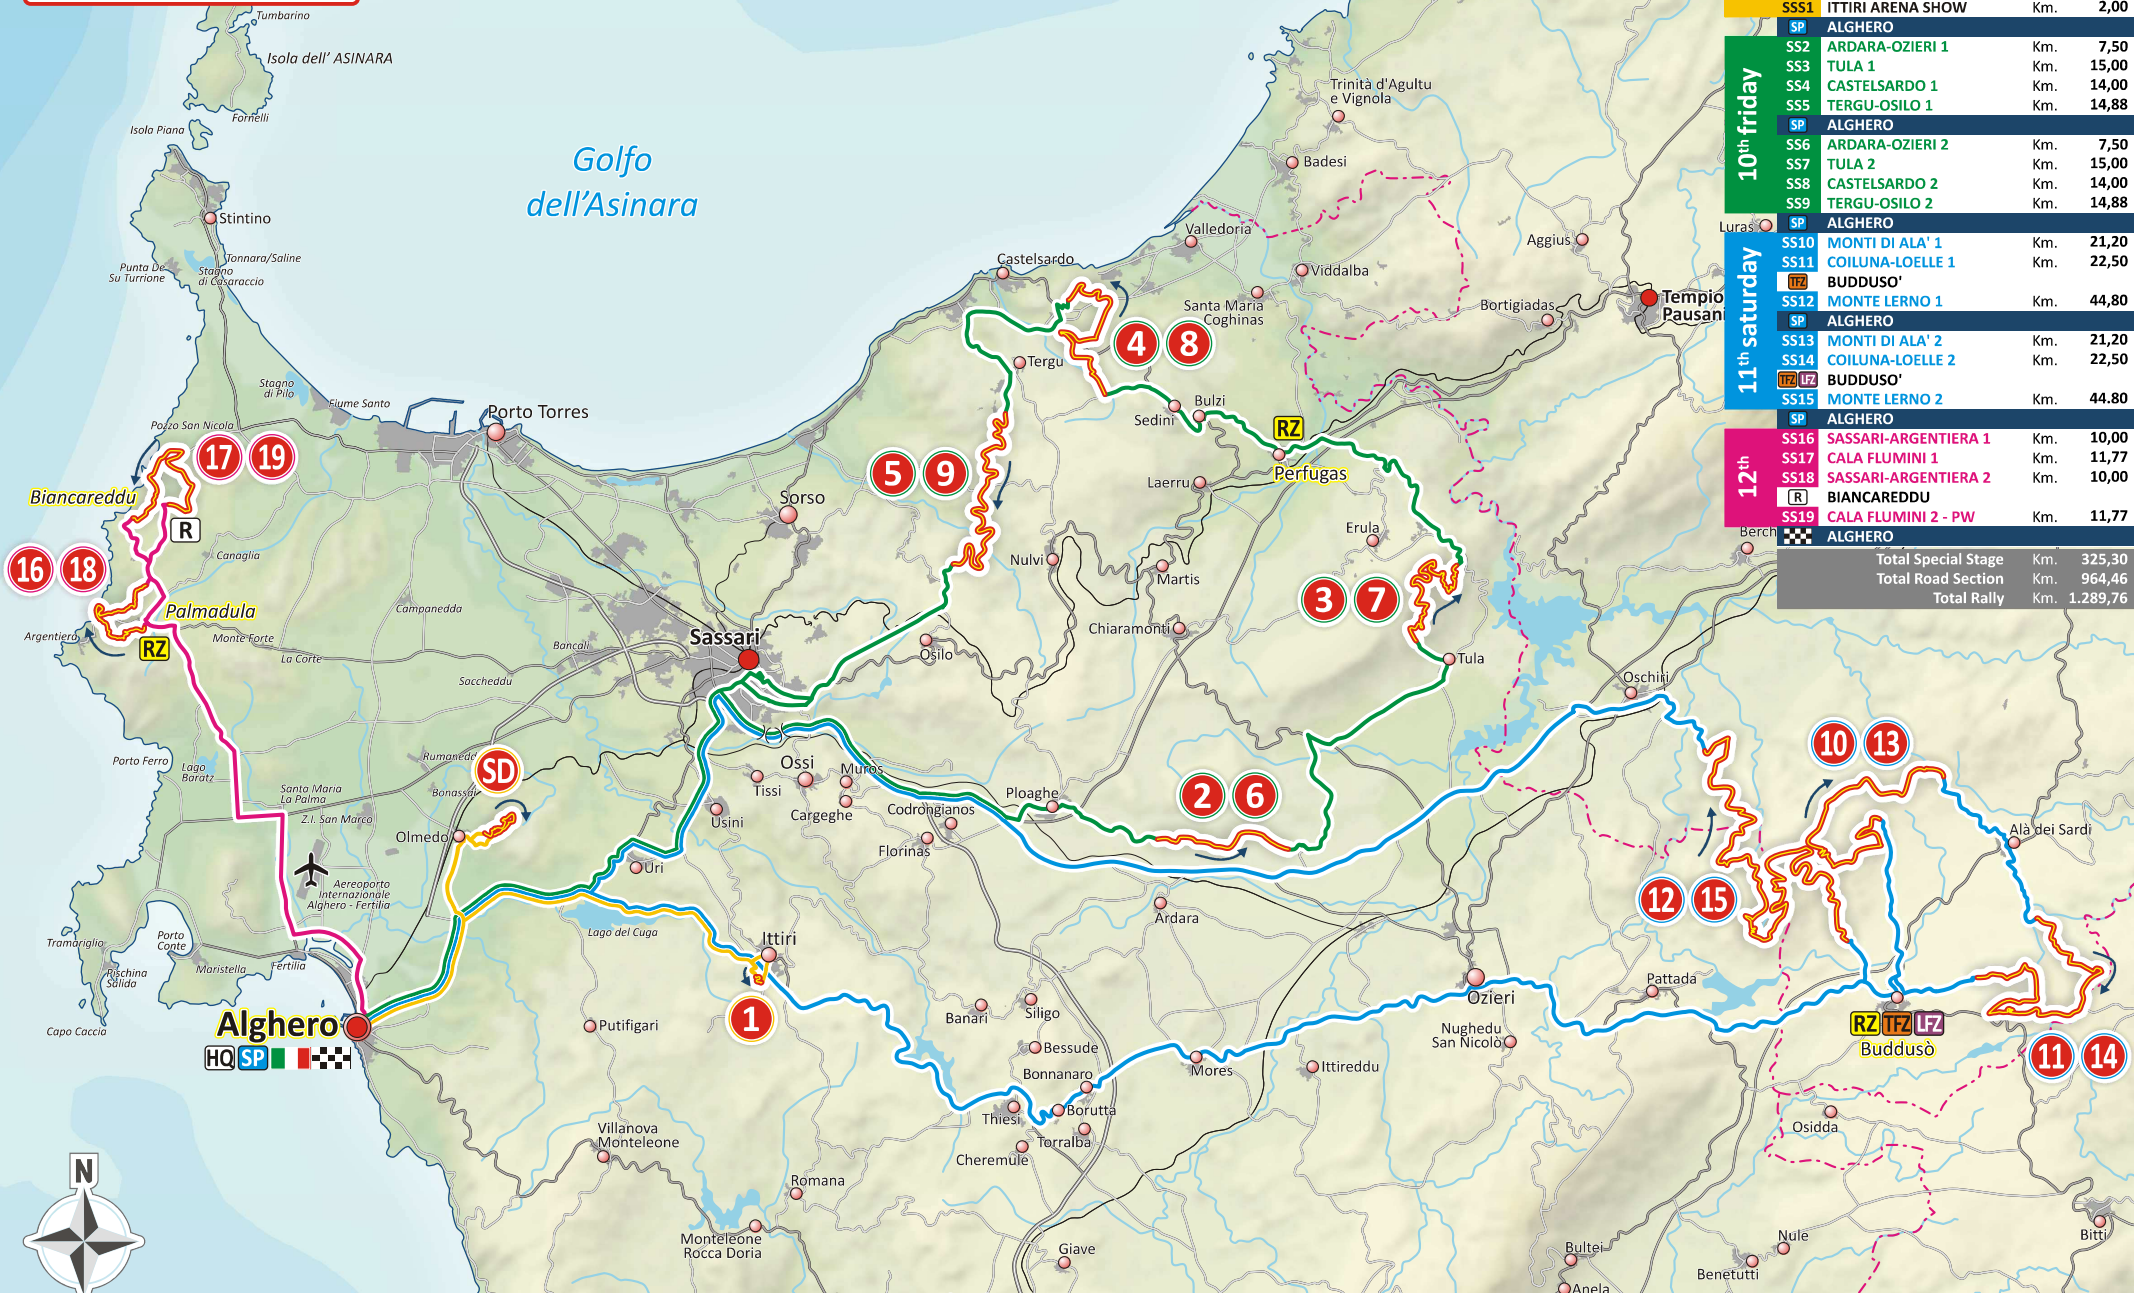 Tumbarino
Isola dell' ASINARA
Fornelli
Isola Piana
Stintino
Tonnara/Saline
Punta De
Su Turrione
Stagno
di Casaraccio
Golfo
dell'Asinara
Stagno
di Pilo
Fiume Santo
Pozzo San Nicola
Porto Torres
17 19
Biancareddu
R
Canaglia
16 18
Palmadula
Argentiera
RZ
Monte Forte
La Corte
Campanedda
Bancali
Saccheddu
Sassari
Sorso
Castelsardo
Valledoria
Trinità d'Agultu
e Vignola
Badesi
Viddalba
Santa Maria
Coghinas
Aggius
Luras
Bortigiadas
Tempio
Pausani
4 8
Tergu
Sedini
Bulzi
RZ
Perfugas
5 9
Laerru
Nulvi
Martis
Erula
3 7
Chiaramonti
Osilo
Tula
Oschiri
Berch
Porto Ferro
Lago
Baratz
Rumanedd
Bonassai
SD
Santa Maria
La Palma
Z.I. San Marco
Olmedo
Ossi
Tissi
Muros
Cargeghe
Usini
Codrongianos
Florinas
Ploaghe
2 6
10 13
Alà dei Sardi
Uri
Aereoporto
Internazionale
Alghero - Fertilia
Lago del Cuga
Ittiri
1
Ardara
12 15
Tramariglio
Porto
Conte
Pischina
Salida
Maristella
Fertilia
Capo Caccia
Alghero
HQ SP
Putifigari
Banari
Siligo
Bessude
Bonnanaro
Thiesi
Borutta
Torralba
Cheremule
Mores
Ittireddu
Ozieri
Nughedu
San Nicolò
Pattada
RZ TFZ LFZ
Buddusò
11 14
Osidda
Villanova
Monteleone
Romana
Monteleone
Rocca Doria
Giave
Bultei
Anela
Nule
Benetutti
Bitti
N
SSS1 ITTIRI ARENA SHOW Km. 2,00
SP ALGHERO
10th friday
SS2 ARDARA-OZIERI 1 Km. 7,50
SS3 TULA 1 Km. 15,00
SS4 CASTELSARDO 1 Km. 14,00
SS5 TERGU-OSILO 1 Km. 14,88
SP ALGHERO
SS6 ARDARA-OZIERI 2 Km. 7,50
SS7 TULA 2 Km. 15,00
SS8 CASTELSARDO 2 Km. 14,00
SS9 TERGU-OSILO 2 Km. 14,88
SP ALGHERO
11th saturday
SS10 MONTI DI ALA' 1 Km. 21,20
SS11 COILUNA-LOELLE 1 Km. 22,50
TFZ BUDDUSO'
SS12 MONTE LERNO 1 Km. 44,80
SP ALGHERO
SS13 MONTI DI ALA' 2 Km. 21,20
SS14 COILUNA-LOELLE 2 Km. 22,50
TFZ LFZ BUDDUSO'
SS15 MONTE LERNO 2 Km. 44.80
SP ALGHERO
12th
SS16 SASSARI-ARGENTIERA 1 Km. 10,00
SS17 CALA FLUMINI 1 Km. 11,77
SS18 SASSARI-ARGENTIERA 2 Km. 10,00
R BIANCAREDDU
SS19 CALA FLUMINI 2 - PW Km. 11,77
ALGHERO
Total Special Stage Km. 325,30
Total Road Section Km. 964,46
Total Rally Km. 1.289,76